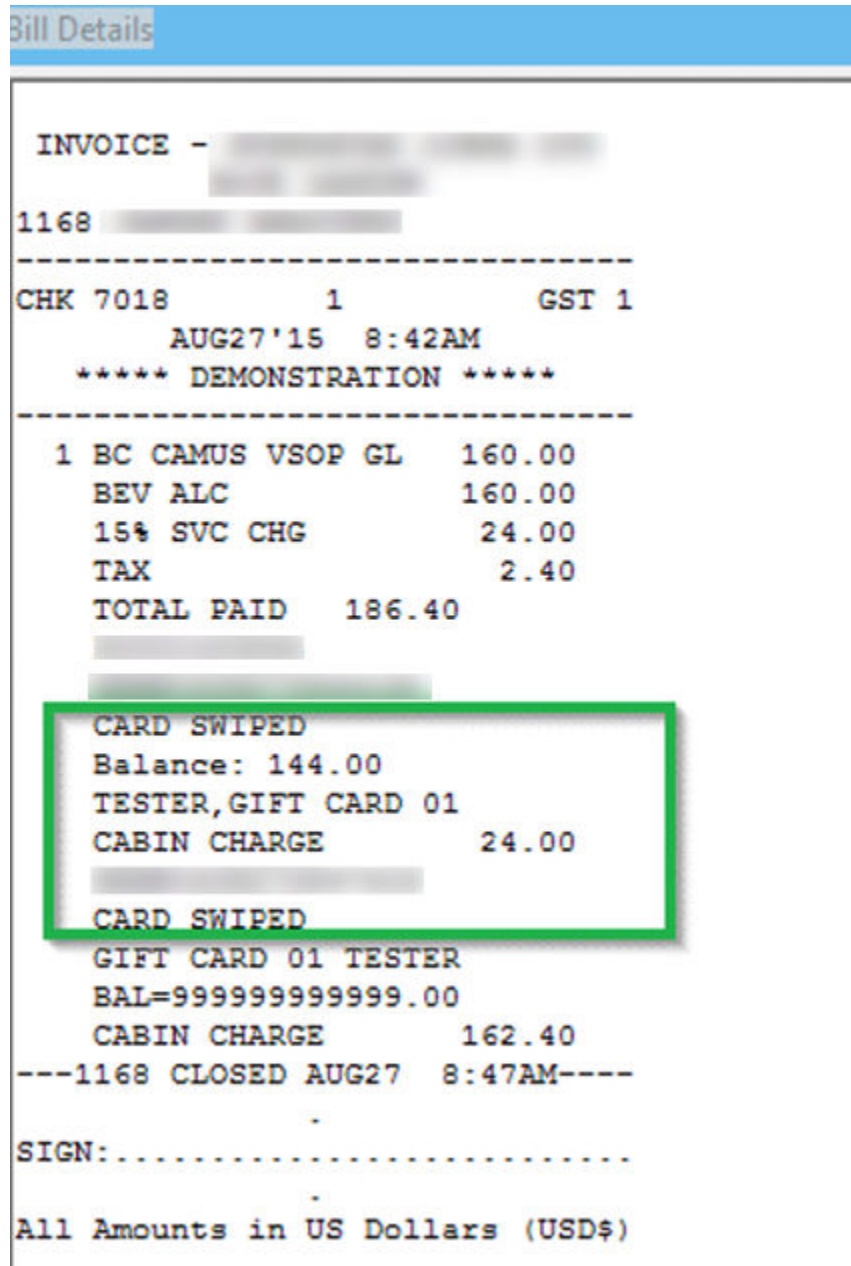 Bill Details
INVOICE -
1168
--------------------------------
CHK 7018 1 GST 1
AUG27'15 8:42AM
***** DEMONSTRATION *****
--------------------------------
1 BC CAMUS VSOP GL 160.00
BEV ALC 160.00
15% SVC CHG 24.00
TAX 2.40
TOTAL PAID 186.40
CARD SWIPED
Balance: 144.00
TESTER,GIFT CARD 01
CABIN CHARGE 24.00
CARD SWIPED
GIFT CARD 01 TESTER
BAL=999999999999.00
CABIN CHARGE 162.40
---1168 CLOSED AUG27 8:47AM----
.
SIGN:...........................
.
All Amounts in US Dollars (USD$)